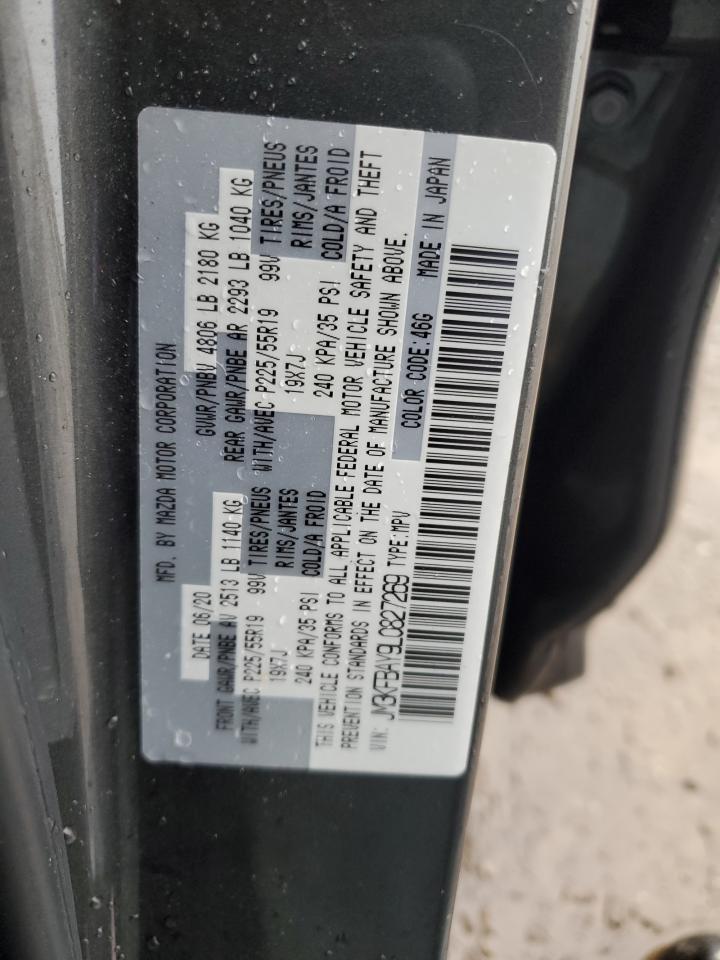 MFD. BY MAZDA MOTOR CORPORATION
DATE 06/20 GVWR/PNBV 4806 LB 2180 KG
FRONT GAWR/PNBE AV 2513 LB 1140 KG REAR GAWR/PNBE AR 2293 LB 1040 KG
WITH/AVEC P225/55R19 99V TIRES/PNEUS WITH/AVEC P225/55R19 99V TIRES/PNEUS
19X7J RIMS/JANTES 19X7J RIMS/JANTES
240 KPA/35 PSI COLD/A FROID 240 KPA/35 PSI COLD/A FROID
THIS VEHICLE CONFORMS TO ALL APPLICABLE FEDERAL MOTOR VEHICLE SAFETY AND THEFT
PREVENTION STANDARDS IN EFFECT ON THE DATE OF MANUFACTURE SHOWN ABOVE.
VIN: JM3KFBAY9L0827269 TYPE:MPV COLOR CODE:46G MADE IN JAPAN